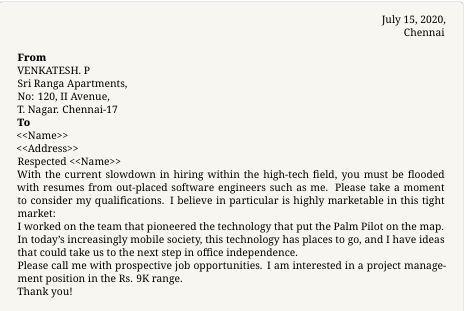 July 15, 2020,
Chennai
From
VENKATESH. P
Sri Ranga Apartments,
No: 120, II Avenue,
T. Nagar. Chennai-17
To
<<Name>>
<<Address>>
Respected <<Name>>
With the current slowdown in hiring within the high-tech field, you must be flooded
with resumes from out-placed software engineers such as me. Please take a moment
to consider my qualifications. I believe in particular is highly marketable in this tight
market:
I worked on the team that pioneered the technology that put the Palm Pilot on the map.
In today's increasingly mobile society, this technology has places to go, and I have ideas
that could take us to the next step in office independence.
Please call me with prospective job opportunities. I am interested in a project manage-
ment position in the Rs. 9K range.
Thank you!